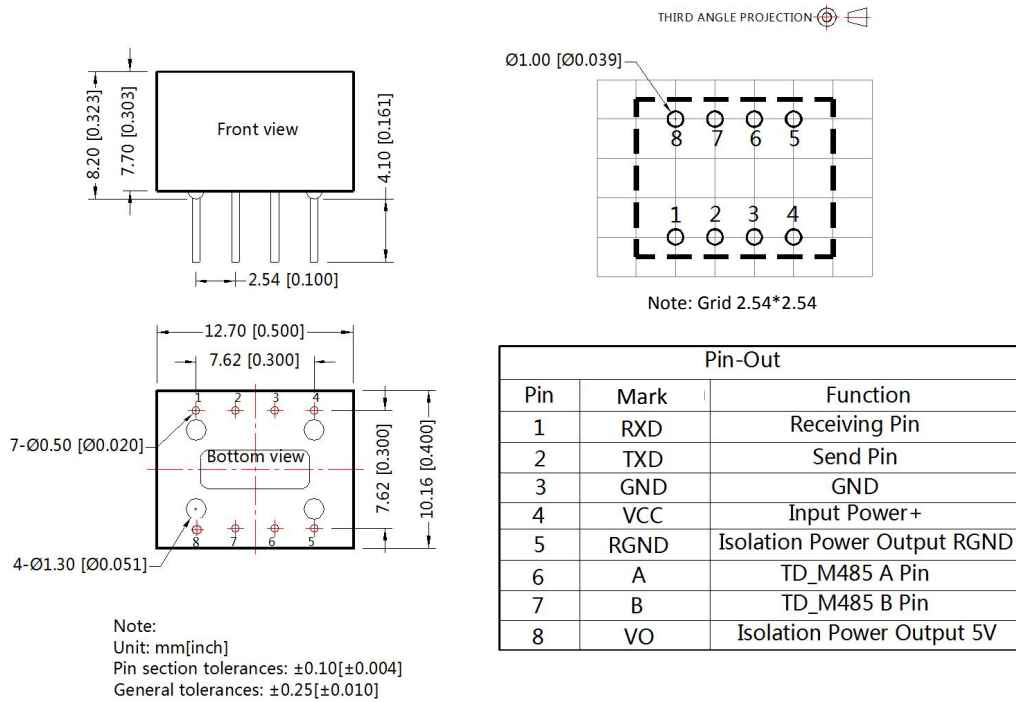 THIRD ANGLE PROJECTION
Ø1.00 [Ø0.039]
8.20 [0.323]
7.70 [0.303]
Front view
4.10 [0.161]
2.54 [0.100]
8 7 6 5
1 2 3 4
Note: Grid 2.54*2.54
12.70 [0.500]
7.62 [0.300]
1 2 3 4
7-Ø0.50 [Ø0.020]
Bottom view
7.62 [0.300]
10.16 [0.400]
8 7 6 5
4-Ø1.30 [Ø0.051]
Note:
Unit: mm[inch]
Pin section tolerances: ±0.10[±0.004]
General tolerances: ±0.25[±0.010]
Pin-Out
Pin Mark Function
1 RXD Receiving Pin
2 TXD Send Pin
3 GND GND
4 VCC Input Power+
5 RGND Isolation Power Output RGND
6 A TD_M485 A Pin
7 B TD_M485 B Pin
8 VO Isolation Power Output 5V